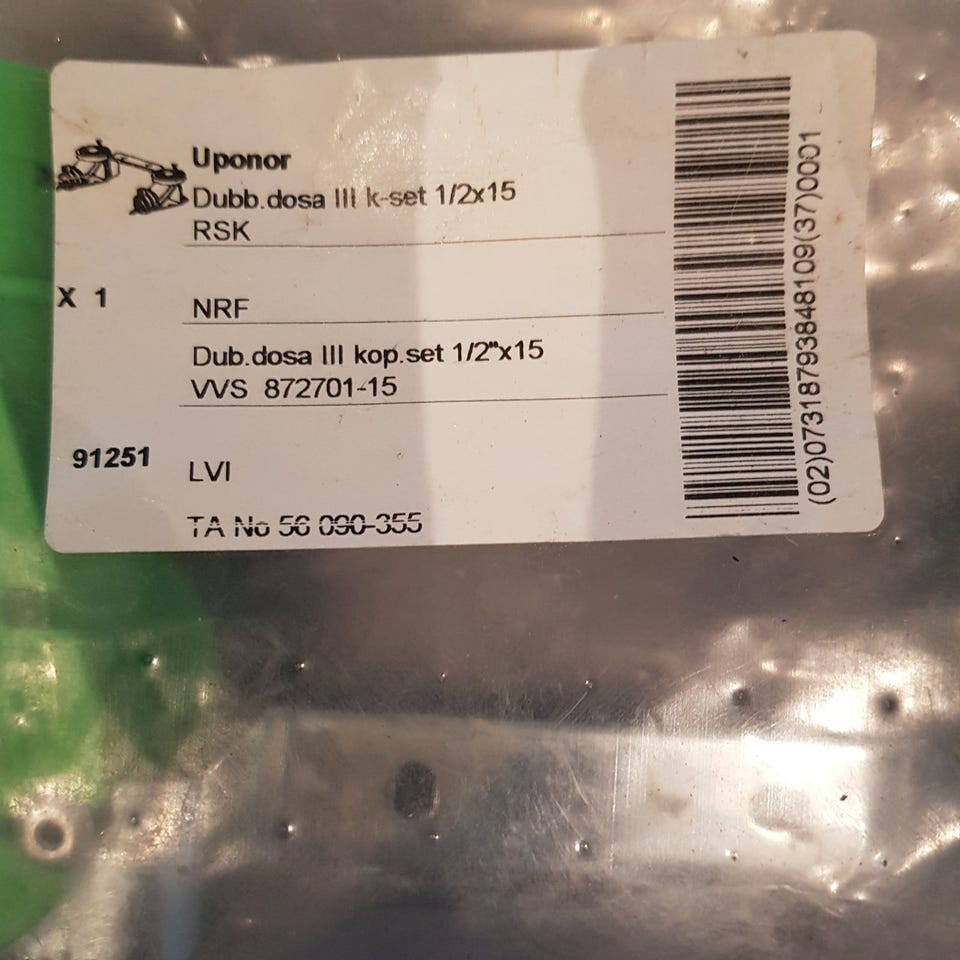 Uponor
Dubb.dosa III k-set 1/2x15
RSK
X 1
NRF
Dub.dosa III kop.set 1/2"x15
VVS 872701-15
91251
LVI
TA No 56 090-355
(02)07318793848109(37)0001